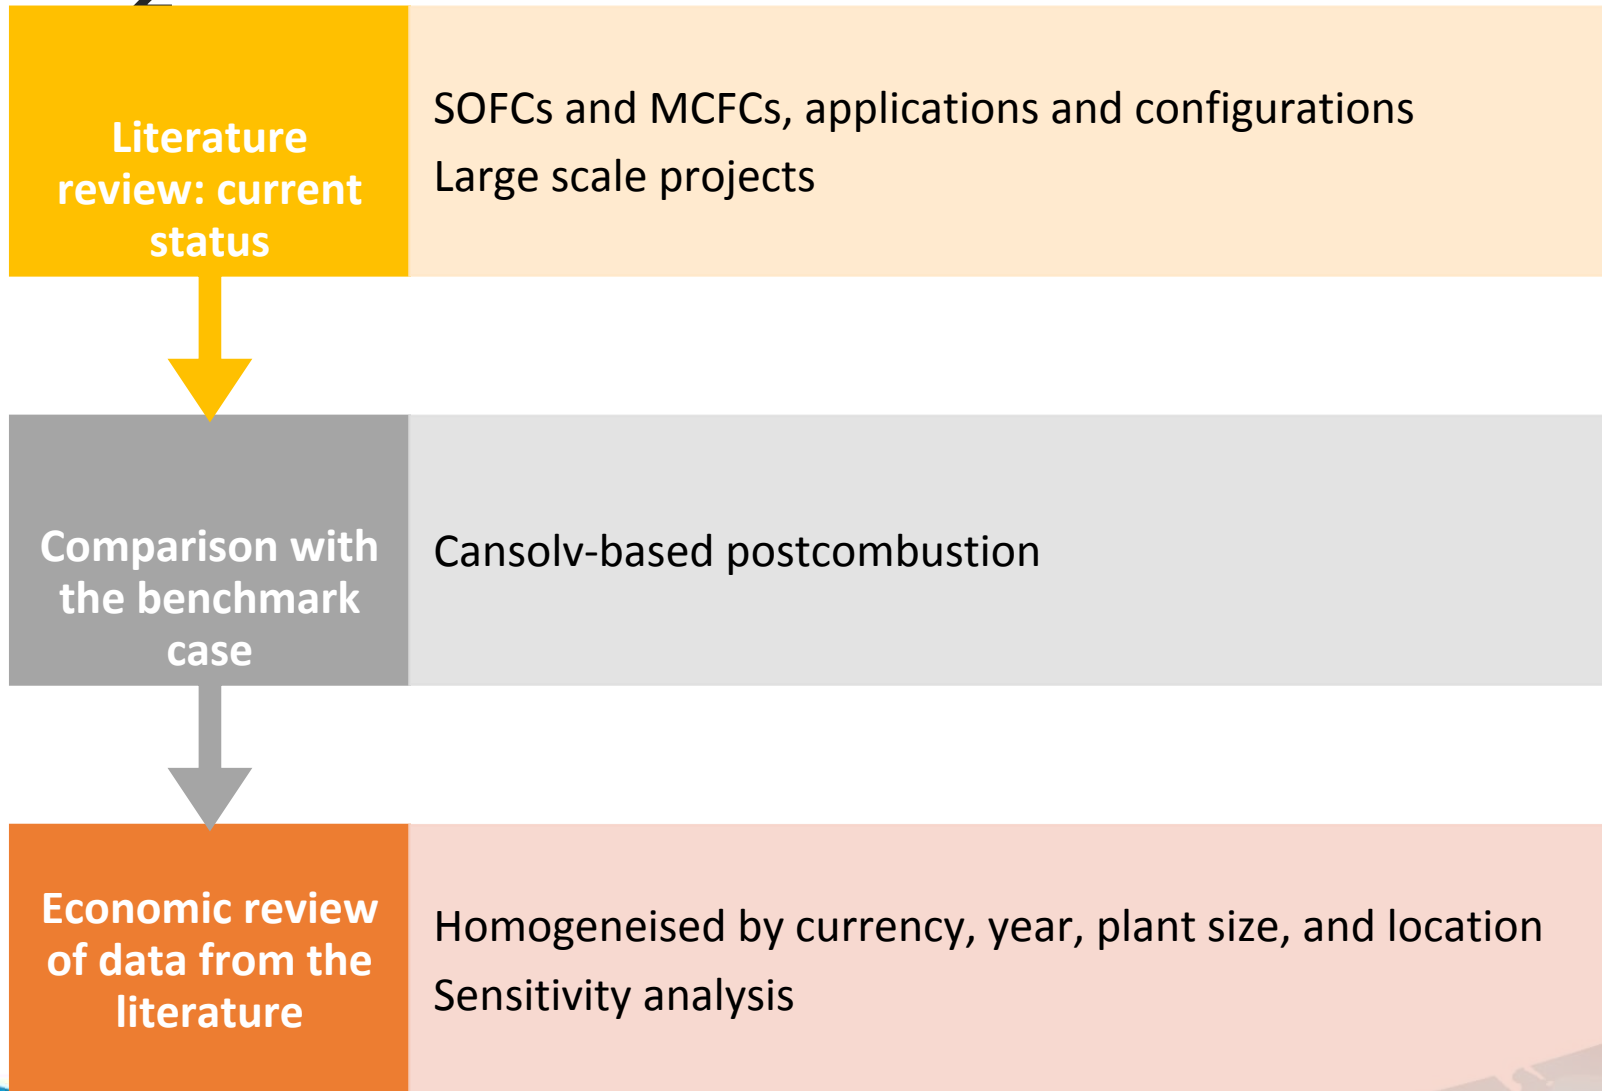 Literature
review: current
status
SOFCs and MCFCs, applications and configurations
Large scale projects
Comparison with
the benchmark
case
Cansolv-based postcombustion
Economic review
of data from the
literature
Homogeneised by currency, year, plant size, and location
Sensitivity analysis